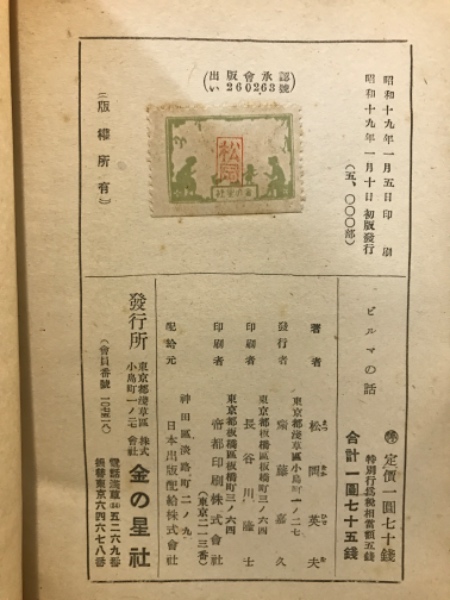 昭和十九年一月五日印刷
昭和十九年一月十日初版發行
(五、〇〇〇部)
(出版會承認
い260263號)
松岡
(版權所有)
ビルマの話
定價一圓七十錢
特別行爲税相當額五錢
合計一圓七十五錢
著者 松岡英夫
東京都淺草區小島町一ノ二七
發行者 齋藤嘉久
東京都板橋區板橋町三ノ六四
印刷者 長谷川隆士
東京都板橋區板橋町三ノ六四
印刷者 帝都印刷株式會社
(東京二一三番)
神田區淡路町二ノ九
配給元 日本出版配給株式會社
發行所
東京都淺草區小島町一ノ二七
株式會社 金の星社
電話淺草五二六九番
振替東京六四六七八番